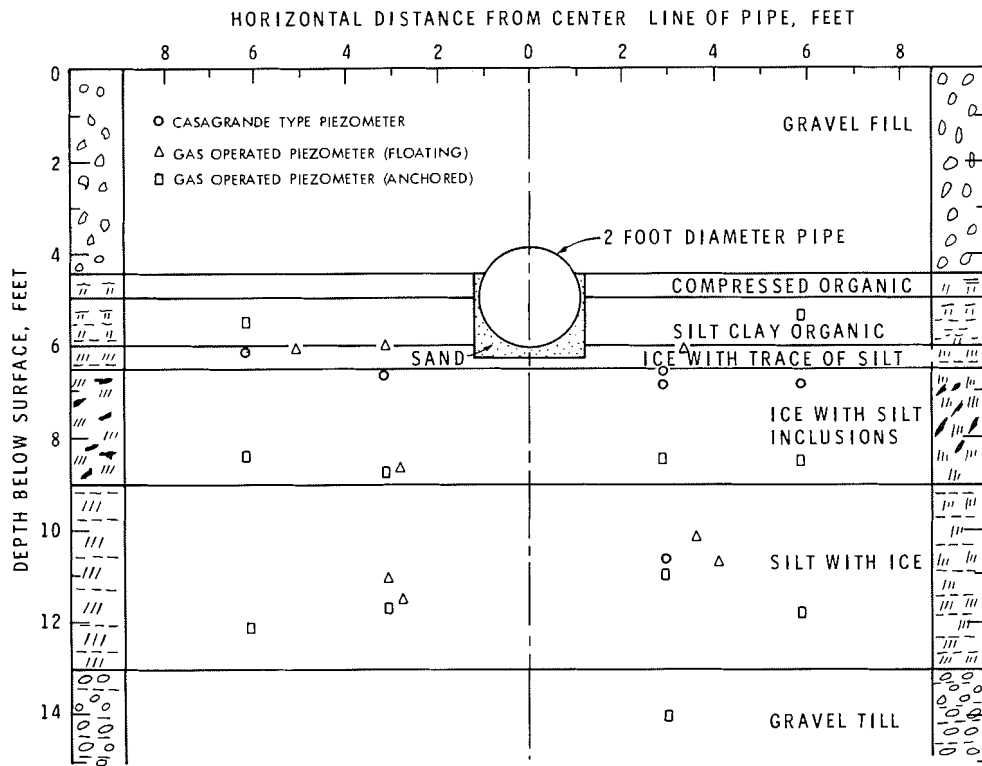 HORIZONTAL DISTANCE FROM CENTER LINE OF PIPE, FEET
8 6 4 2 0 2 4 6 8
DEPTH BELOW SURFACE, FEET
0
2
4
6
8
10
12
14
CASAGRANDE TYPE PIEZOMETER
GAS OPERATED PIEZOMETER (FLOATING)
GAS OPERATED PIEZOMETER (ANCHORED)
GRAVEL FILL
2 FOOT DIAMETER PIPE
COMPRESSED ORGANIC
SILT CLAY ORGANIC
SAND
ICE WITH TRACE OF SILT
ICE WITH SILT
INCLUSIONS
SILT WITH ICE
GRAVEL TILL